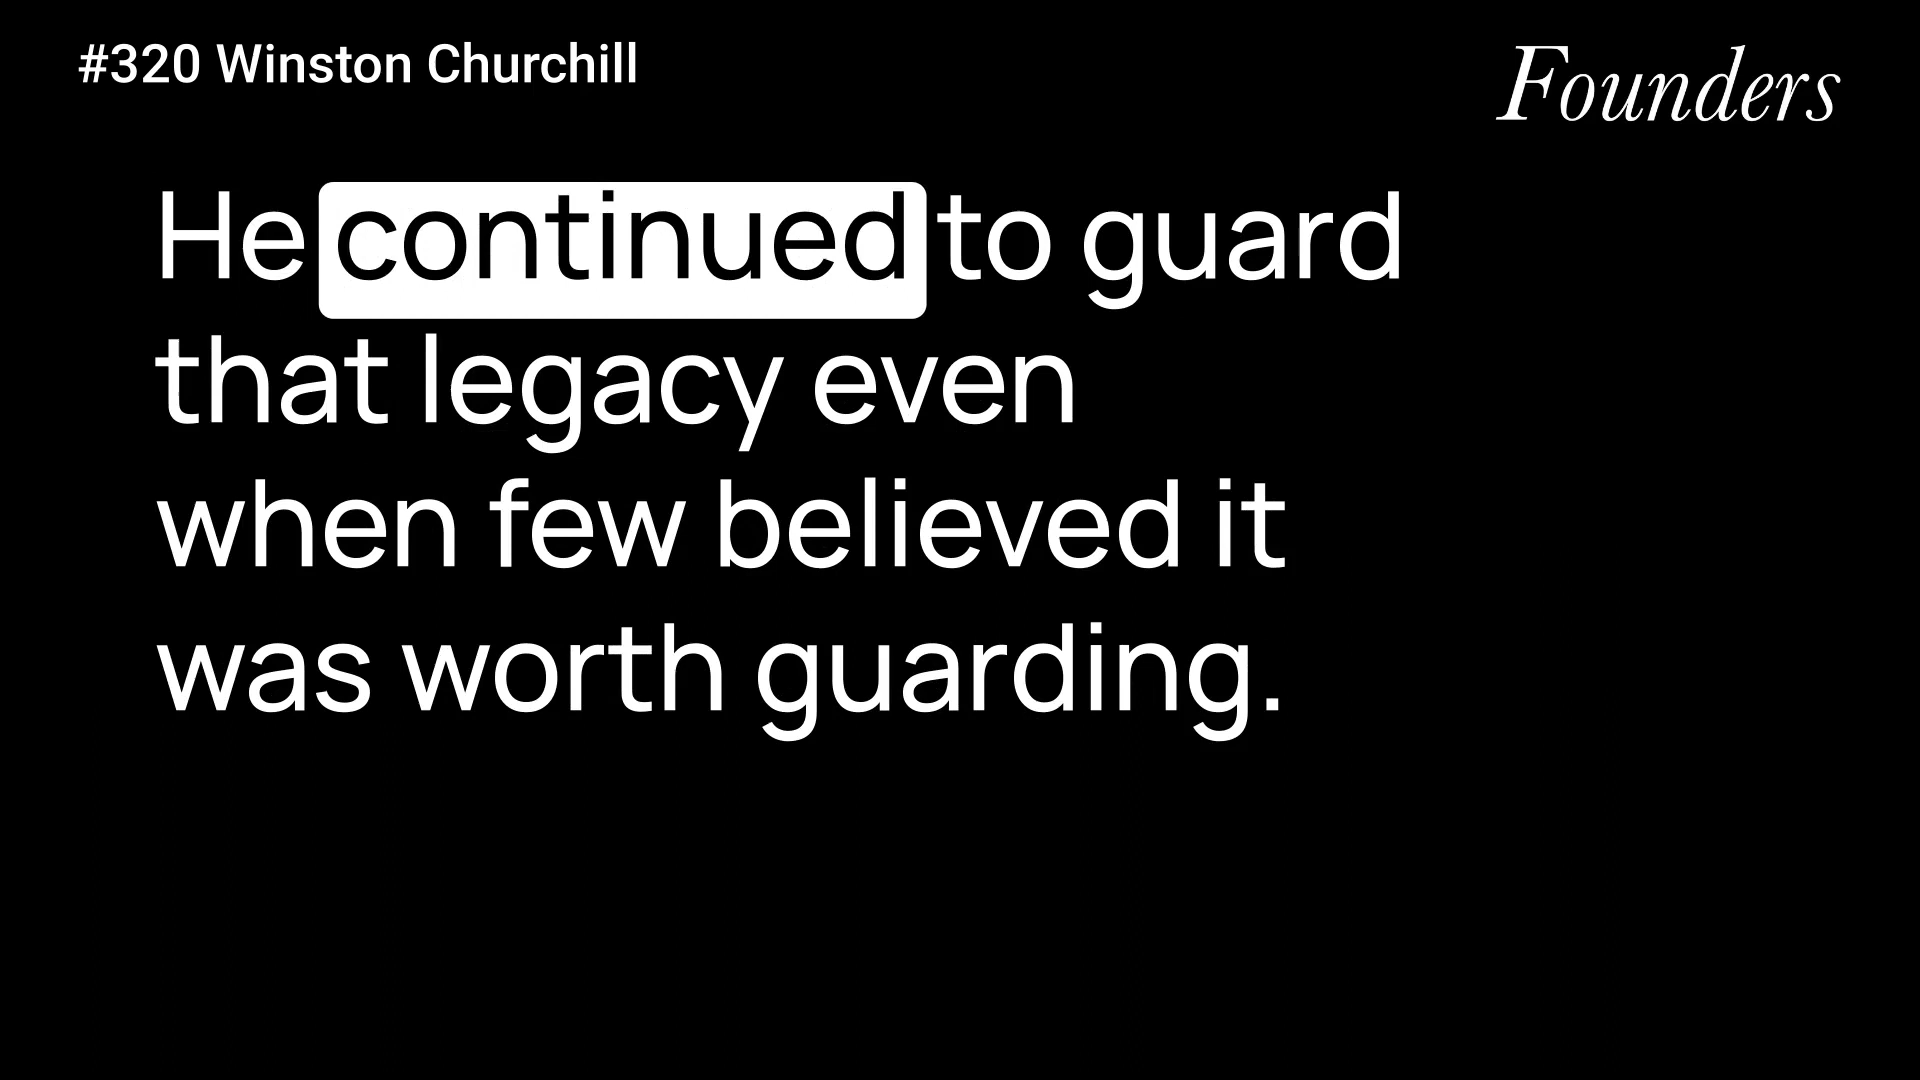 #320 Winston Churchill
Founders
He continued to guard
that legacy even
when few believed it
was worth guarding.